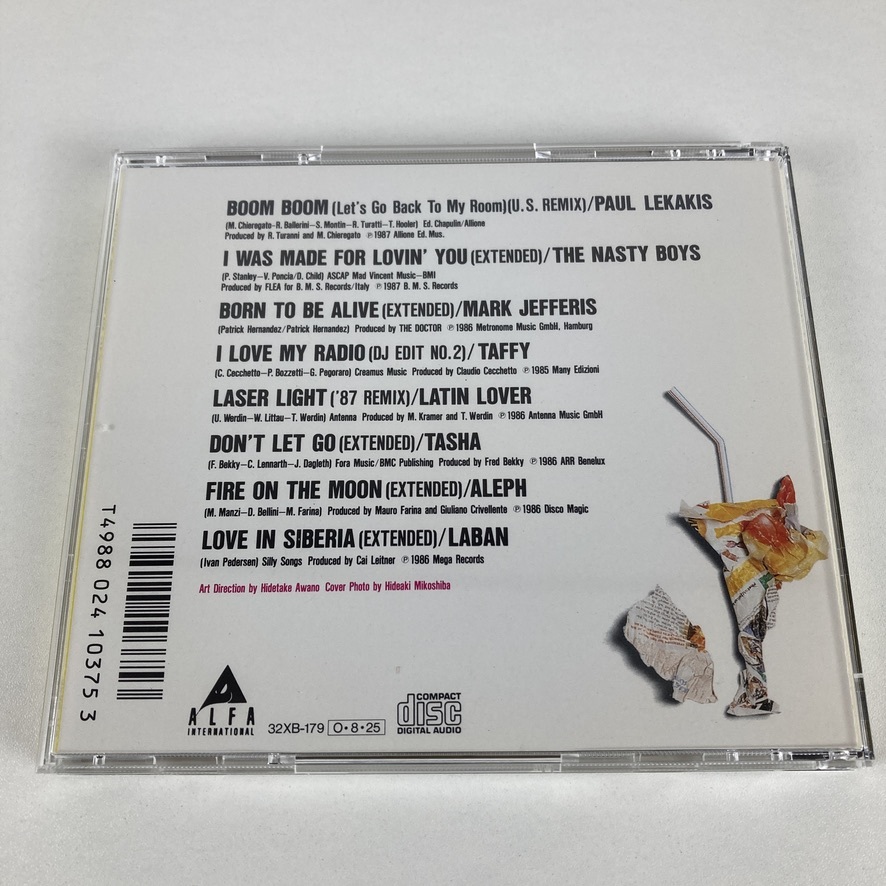 BOOM BOOM (Let's Go Back To My Room)(U.S. REMIX)/PAUL LEKAKIS
(M. Chieregato–R. Ballerini–S. Montin–R. Turatti–T. Hooler) Ed. Chapulin/Allione
Produced by R. Turanni and M. Chieregato ℗1987 Allione Ed. Mus.
I WAS MADE FOR LOVIN' YOU (EXTENDED)/THE NASTY BOYS
(P. Stanley–V. Poncia/D. Child) ASCAP Mad Vincent Music–BMI
Produced by FLEA for B. M. S. Records/Italy ℗1987 B. M. S. Records
BORN TO BE ALIVE (EXTENDED)/MARK JEFFERIS
(Patrick Hernandez/Patrick Hernandez) Produced by THE DOCTOR ℗1986 Metronome Music GmbH, Hamburg
I LOVE MY RADIO (DJ EDIT NO.2)/TAFFY
(C. Cecchetto–P. Bozzetti–G. Pegoraro) Creamus Music Produced by Claudio Cecchetto ℗1985 Many Edizioni
LASER LIGHT ('87 REMIX)/LATIN LOVER
(U. Werdin–W. Littau–T. Werdin) Antenna Produced by M. Kramer and T. Werdin ℗1986 Antenna Music GmbH
DON'T LET GO (EXTENDED)/TASHA
(F. Bekky–C. Lennarth–J. Dagleth) Fora Music/BMC Publishing Produced by Fred Bekky ℗1986 ARR Benelux
FIRE ON THE MOON (EXTENDED)/ALEPH
(M. Manzi–D. Bellini–M. Farina) Produced by Mauro Farina and Giuliano Crivellente ℗1986 Disco Magic
LOVE IN SIBERIA (EXTENDED)/LABAN
(Ivan Pedersen) Silly Songs Produced by Cai Leitner ℗1986 Mega Records
Art Direction by Hidetake Awano Cover Photo by Hideaki Mikoshiba
T4988 024 10375 3
ALFA
INTERNATIONAL
32XB-179 O・8・25
COMPACT
disc
DIGITAL AUDIO